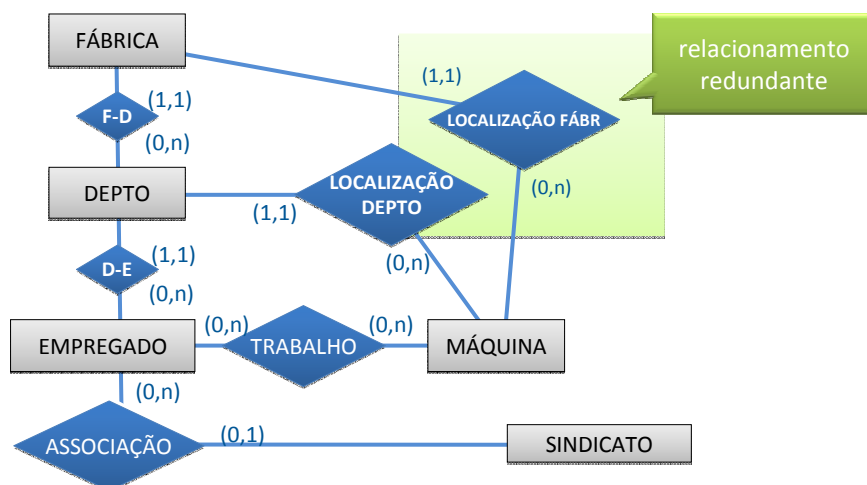 FÁBRICA
relacionamento
redundante
(1,1)
(1,1)
F-D
LOCALIZAÇÃO FÁBR
(0,n)
DEPTO
LOCALIZAÇÃO
DEPTO
(0,n)
(1,1)
(1,1)
D-E
(0,n)
(0,n)
EMPREGADO
(0,n)
TRABALHO
(0,n)
MÁQUINA
(0,n)
ASSOCIAÇÃO
(0,1)
SINDICATO